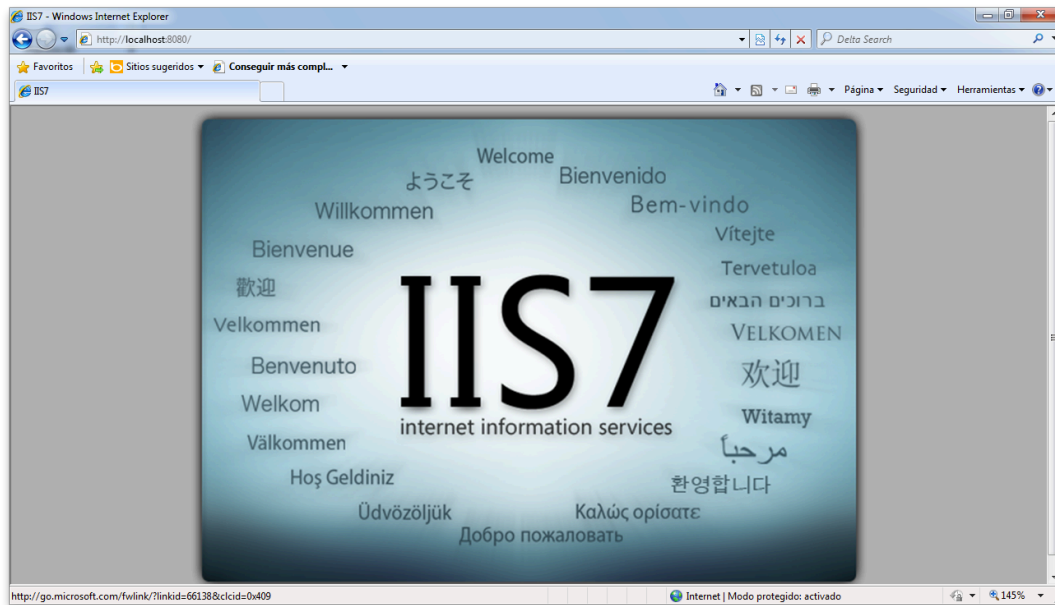 IIS7 - Windows Internet Explorer
http://localhost:8080/
Delta Search
Favoritos
Sitios sugeridos
Conseguir más compl...
IIS7
Página
Seguridad
Herramientas
Welcome
ようこそ
Bienvenido
Willkommen
Bem-vindo
Vítejte
Bienvenue
Tervetuloa
歡迎
ברוכים הבאים
Velkommen
VELKOMEN
IIS7
internet information services
Benvenuto
欢迎
Welkom
Witamy
Välkommen
مرحباً
Hoş Geldiniz
환영합니다
Üdvözöljük
Καλώς ορίσατε
Добро пожаловать
http://go.microsoft.com/fwlink/?linkid=66138&clcid=0x409
Internet | Modo protegido: activado
145%